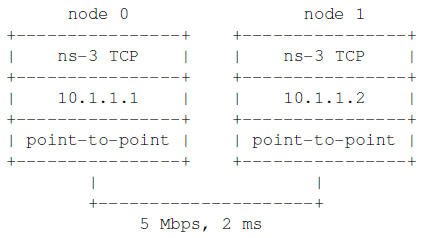 node 0 node 1
ns-3 TCP ns-3 TCP
10.1.1.1 10.1.1.2
point-to-point point-to-point
5 Mbps, 2 ms